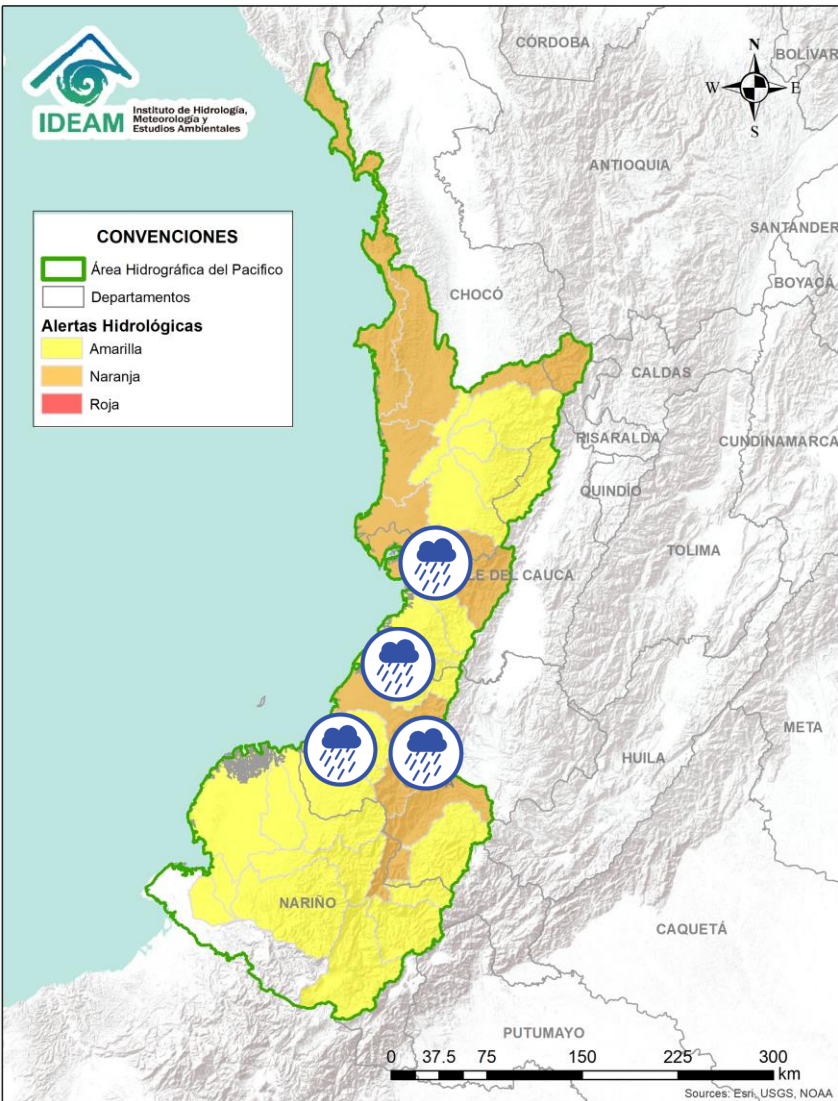 IDEAM
Instituto de Hidrología,
Meteorología y
Estudios Ambientales
CÓRDOBA
BOLÍVAR
N
W
E
S
ANTIOQUIA
SANTANDER
BOYACÁ
CONVENCIONES
Área Hidrográfica del Pacifico
Departamentos
Alertas Hidrológicas
Amarilla
Naranja
Roja
CHOCÓ
CALDAS
RISARALDA
CUNDINAMARCA
QUINDÍO
TOLIMA
LE DEL CAUCA
META
HUILA
NARIÑO
CAQUETÁ
PUTUMAYO
0 37.5 75 150 225 300
km
Sources: Esri, USGS, NOAA